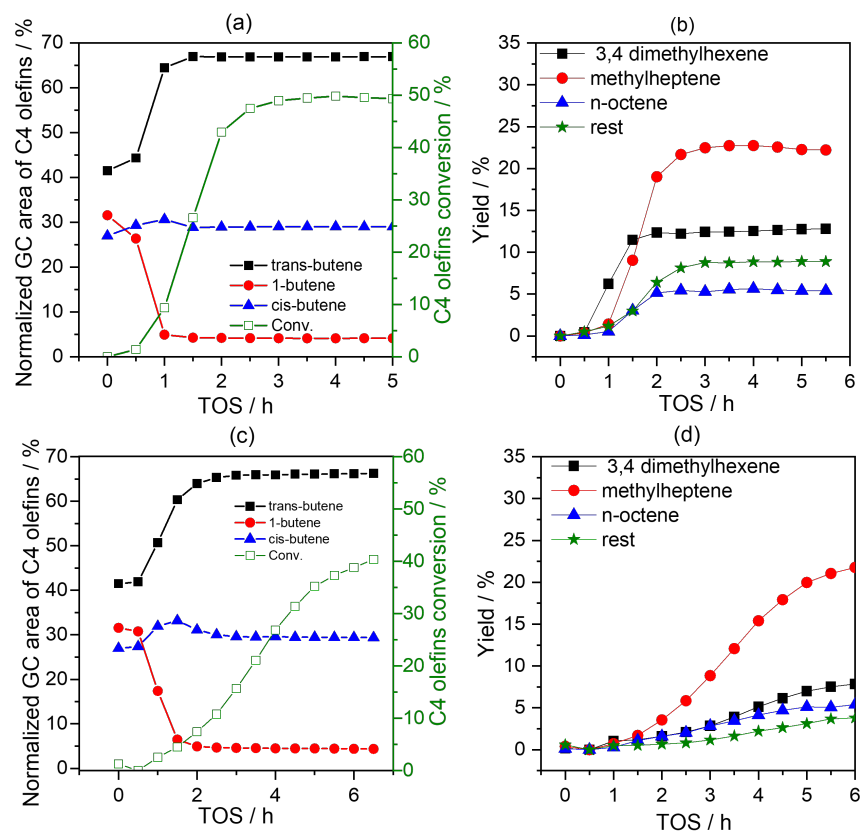 (a)
Normalized GC area of C4 olefins / %
70
60
50
40
30
20
10
0
trans-butene
1-butene
cis-butene
Conv.
60
50
40
30
20
10
0
C4 olefins conversion / %
0 1 2 3 4 5
TOS / h
(b)
Yield / %
35
30
25
20
15
10
5
0
3,4 dimethylhexene
methylheptene
n-octene
rest
0 1 2 3 4 5 6
TOS / h
(c)
Normalized GC area of C4 olefins / %
70
60
50
40
30
20
10
0
trans-butene
1-butene
cis-butene
Conv.
60
50
40
30
20
10
0
C4 olefins conversion / %
0 2 4 6
TOS / h
(d)
Yield / %
35
30
25
20
15
10
5
0
3,4 dimethylhexene
methylheptene
n-octene
rest
0 1 2 3 4 5 6
TOS / h